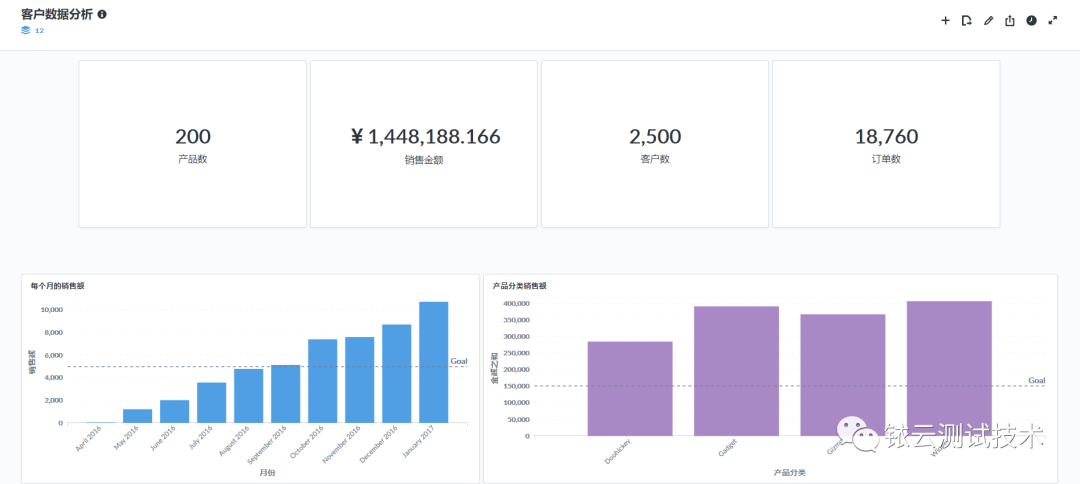 客户数据分析
12
200
产品数
¥ 1,448,188.166
销售金额
2,500
客户数
18,760
订单数
每个月的销售额
10,000
8,000
6,000
4,000
2,000
0
销售额
Goal
April 2016
May 2016
June 2016
July 2016
August 2016
September 2016
October 2016
November 2016
December 2016
January 2017
月份
产品分类销售额
400,000
350,000
300,000
250,000
200,000
150,000
100,000
50,000
0
金额之和
Goal
Doohickey
Gadget
产品分类
铱云测试技术